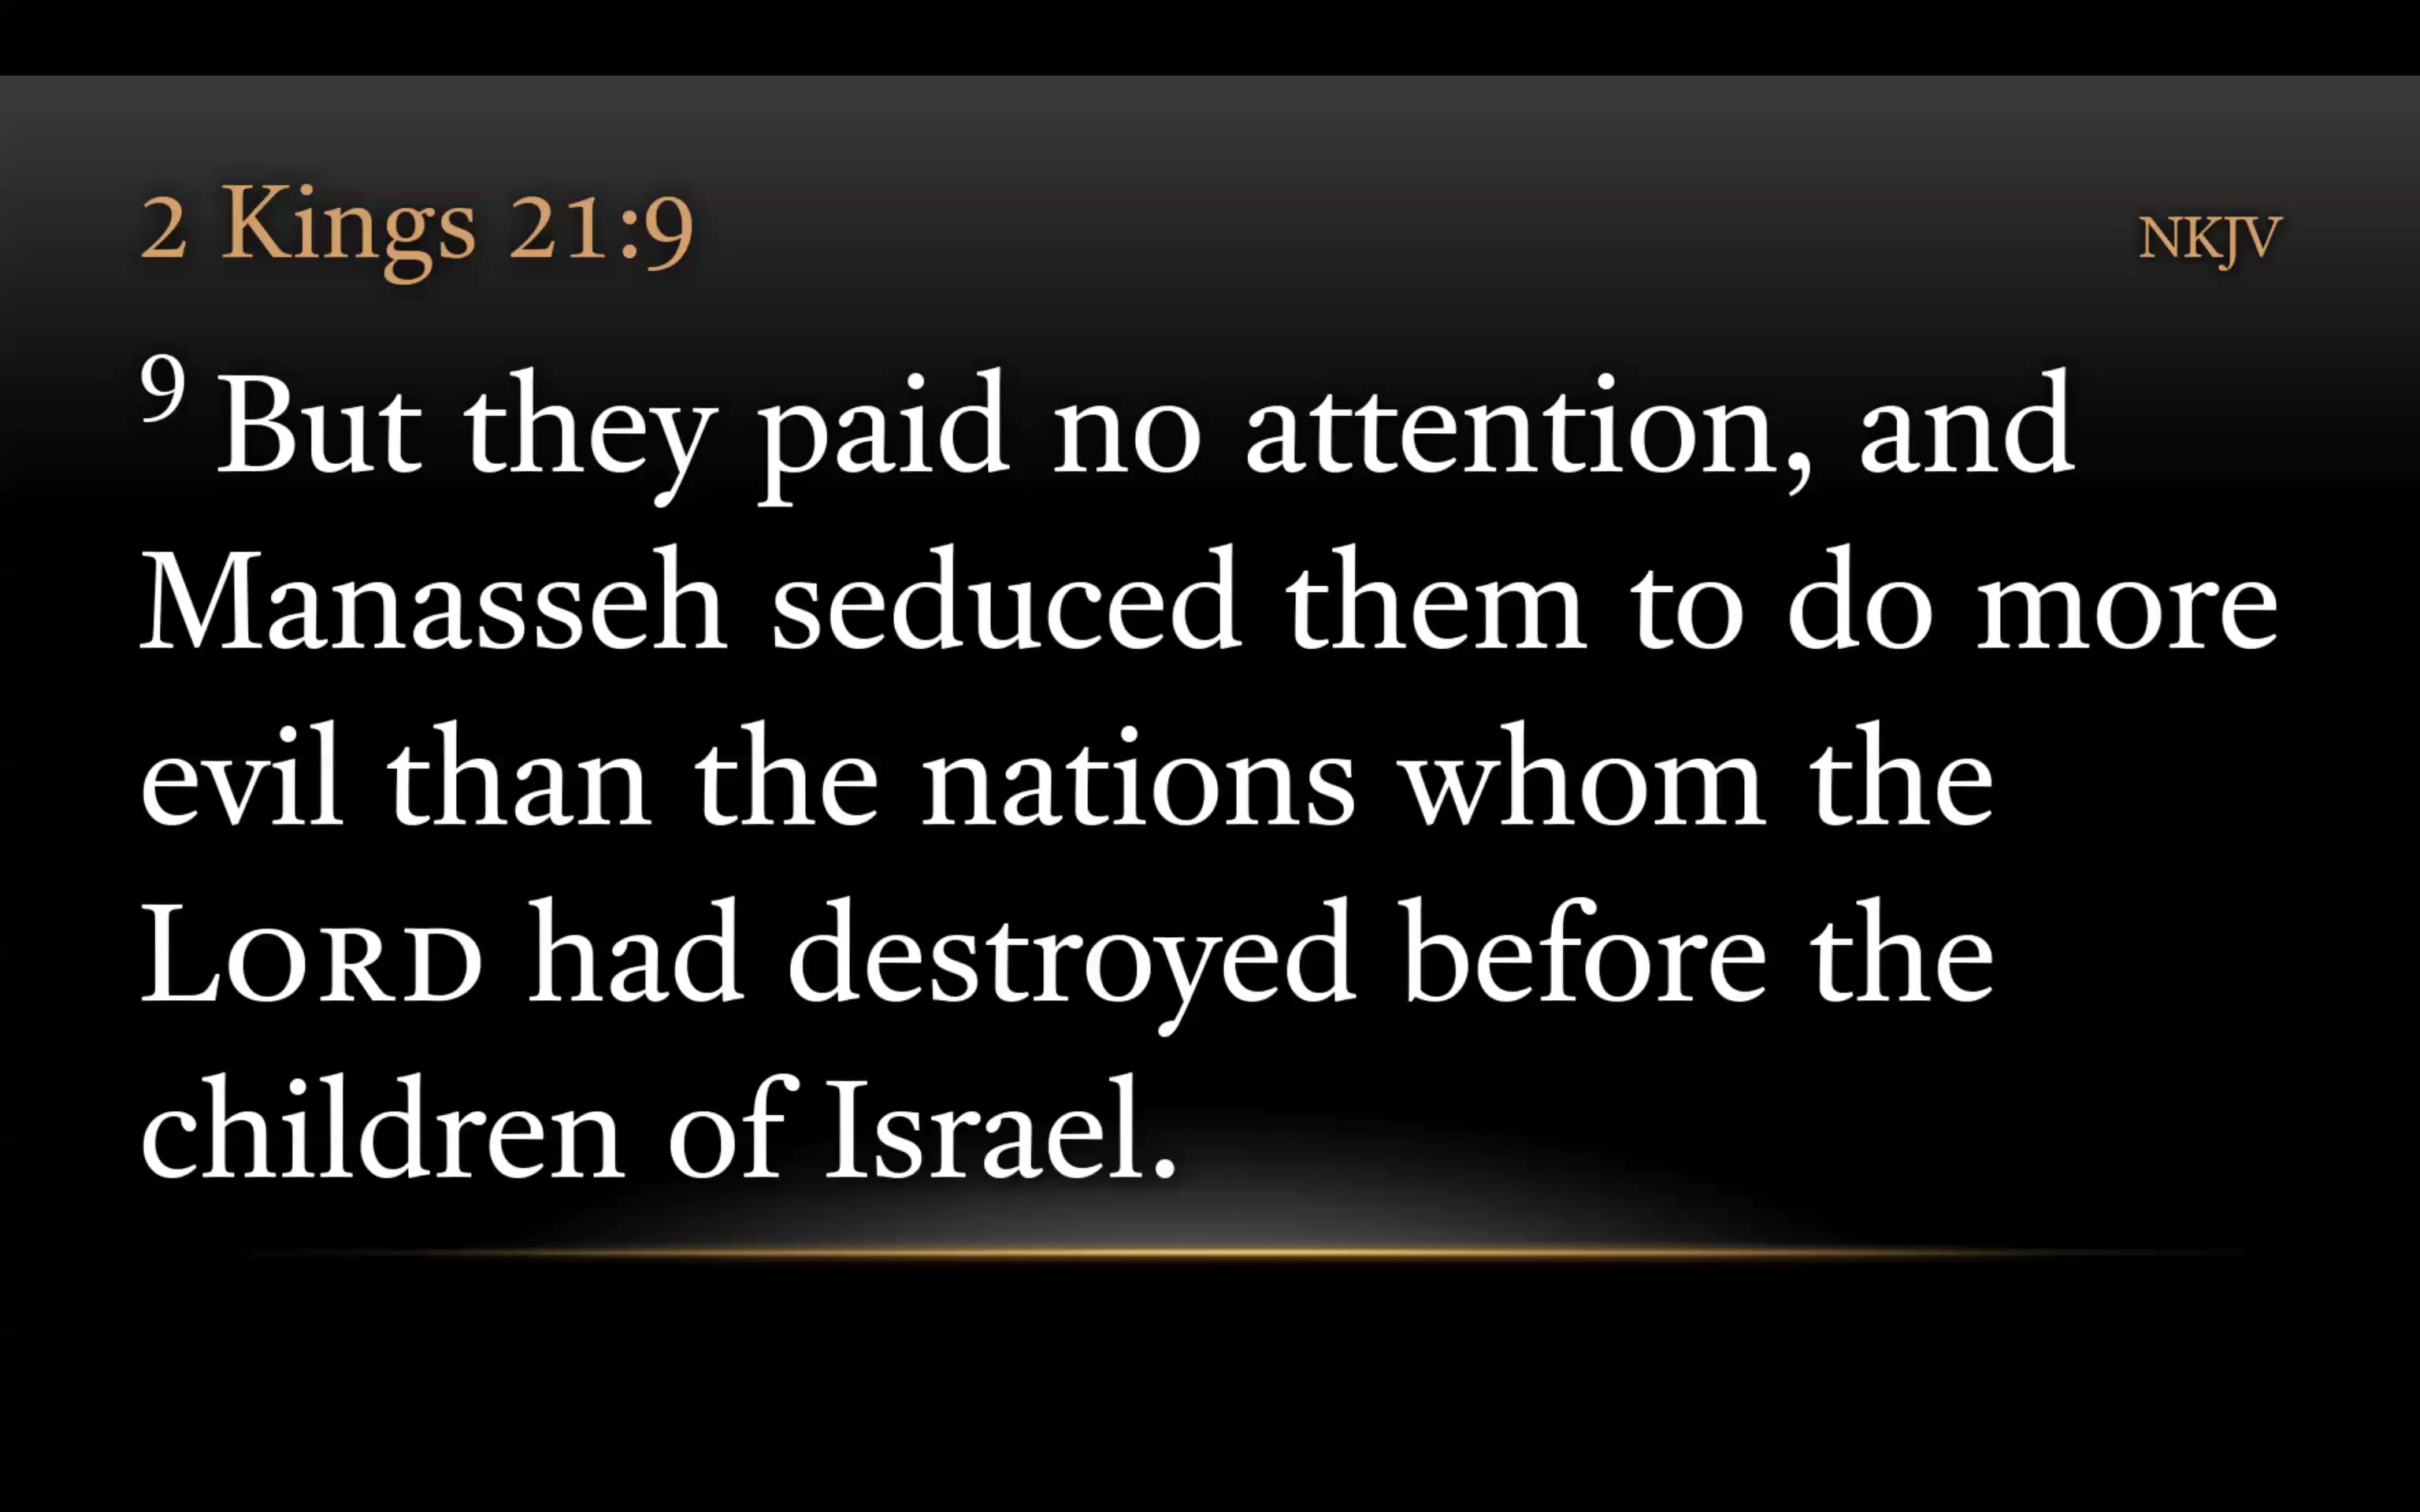 2 Kings 21:9 NKJV
9 But they paid no attention, and
Manasseh seduced them to do more
evil than the nations whom the
LORD had destroyed before the
children of Israel.